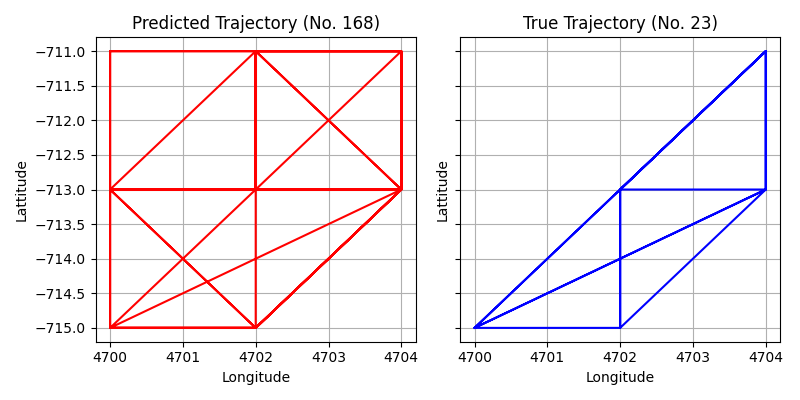 Predicted Trajectory (No. 168)
True Trajectory (No. 23)
−711.0
−711.5
−712.0
−712.5
−713.0
−713.5
−714.0
−714.5
−715.0
Lattitude
Lattitude
4700 4701 4702 4703 4704
4700 4701 4702 4703 4704
Longitude
Longitude